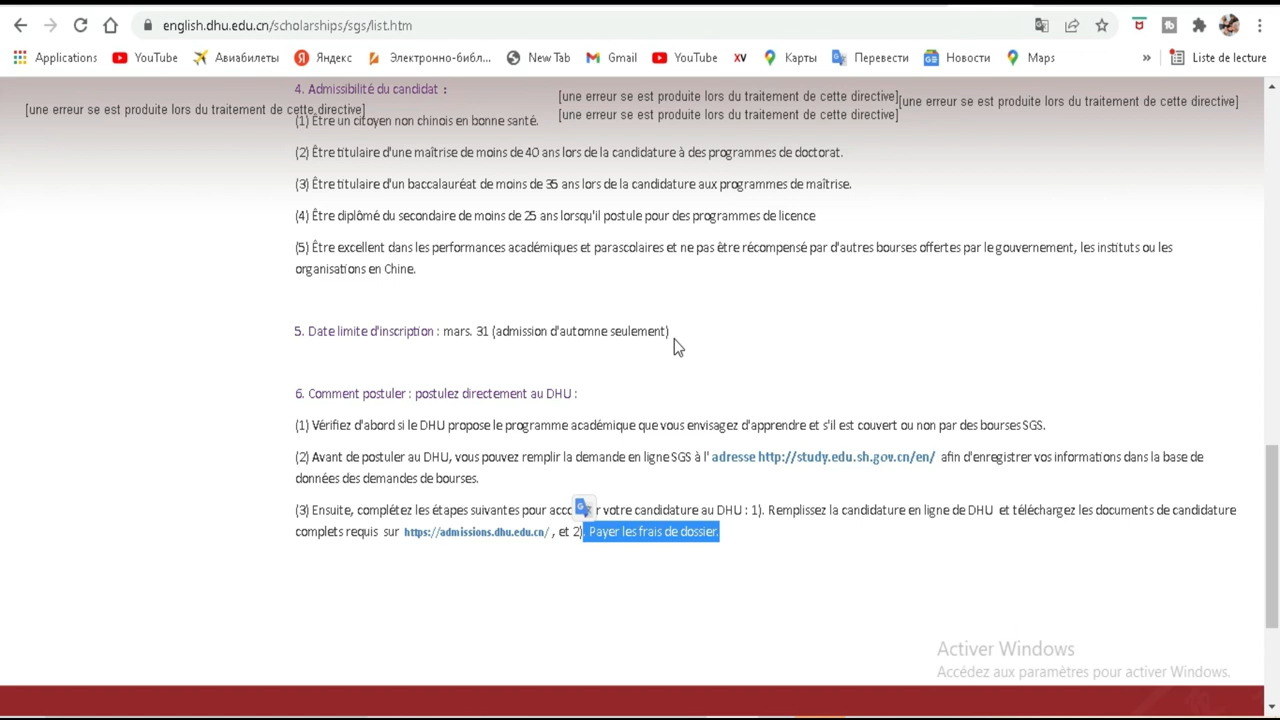 english.dhu.edu.cn/scholarships/sgs/list.htm
Applications YouTube Авиабилеты Яндекс Электронно-библ... New Tab Gmail YouTube XV Карты Перевести Новости Maps » Liste de lecture
4. Admissibilité du candidat :
[une erreur se est produite lors du traitement de cette directive]
[une erreur se est produite lors du traitement de cette directive]
[une erreur se est produite lors du traitement de cette directive]
[une erreur se est produite lors du traitement de cette directive]
(1) Être un citoyen non chinois en bonne santé.
(2) Être titulaire d'une maîtrise de moins de 40 ans lors de la candidature à des programmes de doctorat.
(3) Être titulaire d'un baccalauréat de moins de 35 ans lors de la candidature aux programmes de maîtrise.
(4) Être diplômé du secondaire de moins de 25 ans lorsqu'il postule pour des programmes de licence
(5) Être excellent dans les performances académiques et parascolaires et ne pas être récompensé par d'autres bourses offertes par le gouvernement, les instituts ou les
organisations en Chine.
5. Date limite d'inscription : mars. 31 (admission d'automne seulement)
6. Comment postuler : postulez directement au DHU :
(1) Vérifiez d'abord si le DHU propose le programme académique que vous envisagez d'apprendre et s'il est couvert ou non par des bourses SGS.
(2) Avant de postuler au DHU, vous pouvez remplir la demande en ligne SGS à l' adresse http://study.edu.sh.gov.cn/en/ afin d'enregistrer vos informations dans la base de
données des demandes de bourses.
(3) Ensuite, complétez les étapes suivantes pour votre candidature au DHU : 1). Remplissez la candidature en ligne de DHU et téléchargez les documents de candidature
complets requis sur https://admissions.dhu.edu.cn/ , et 2). Payer les frais de dossier.
Activer Windows
Accédez aux paramètres pour activer Windows.